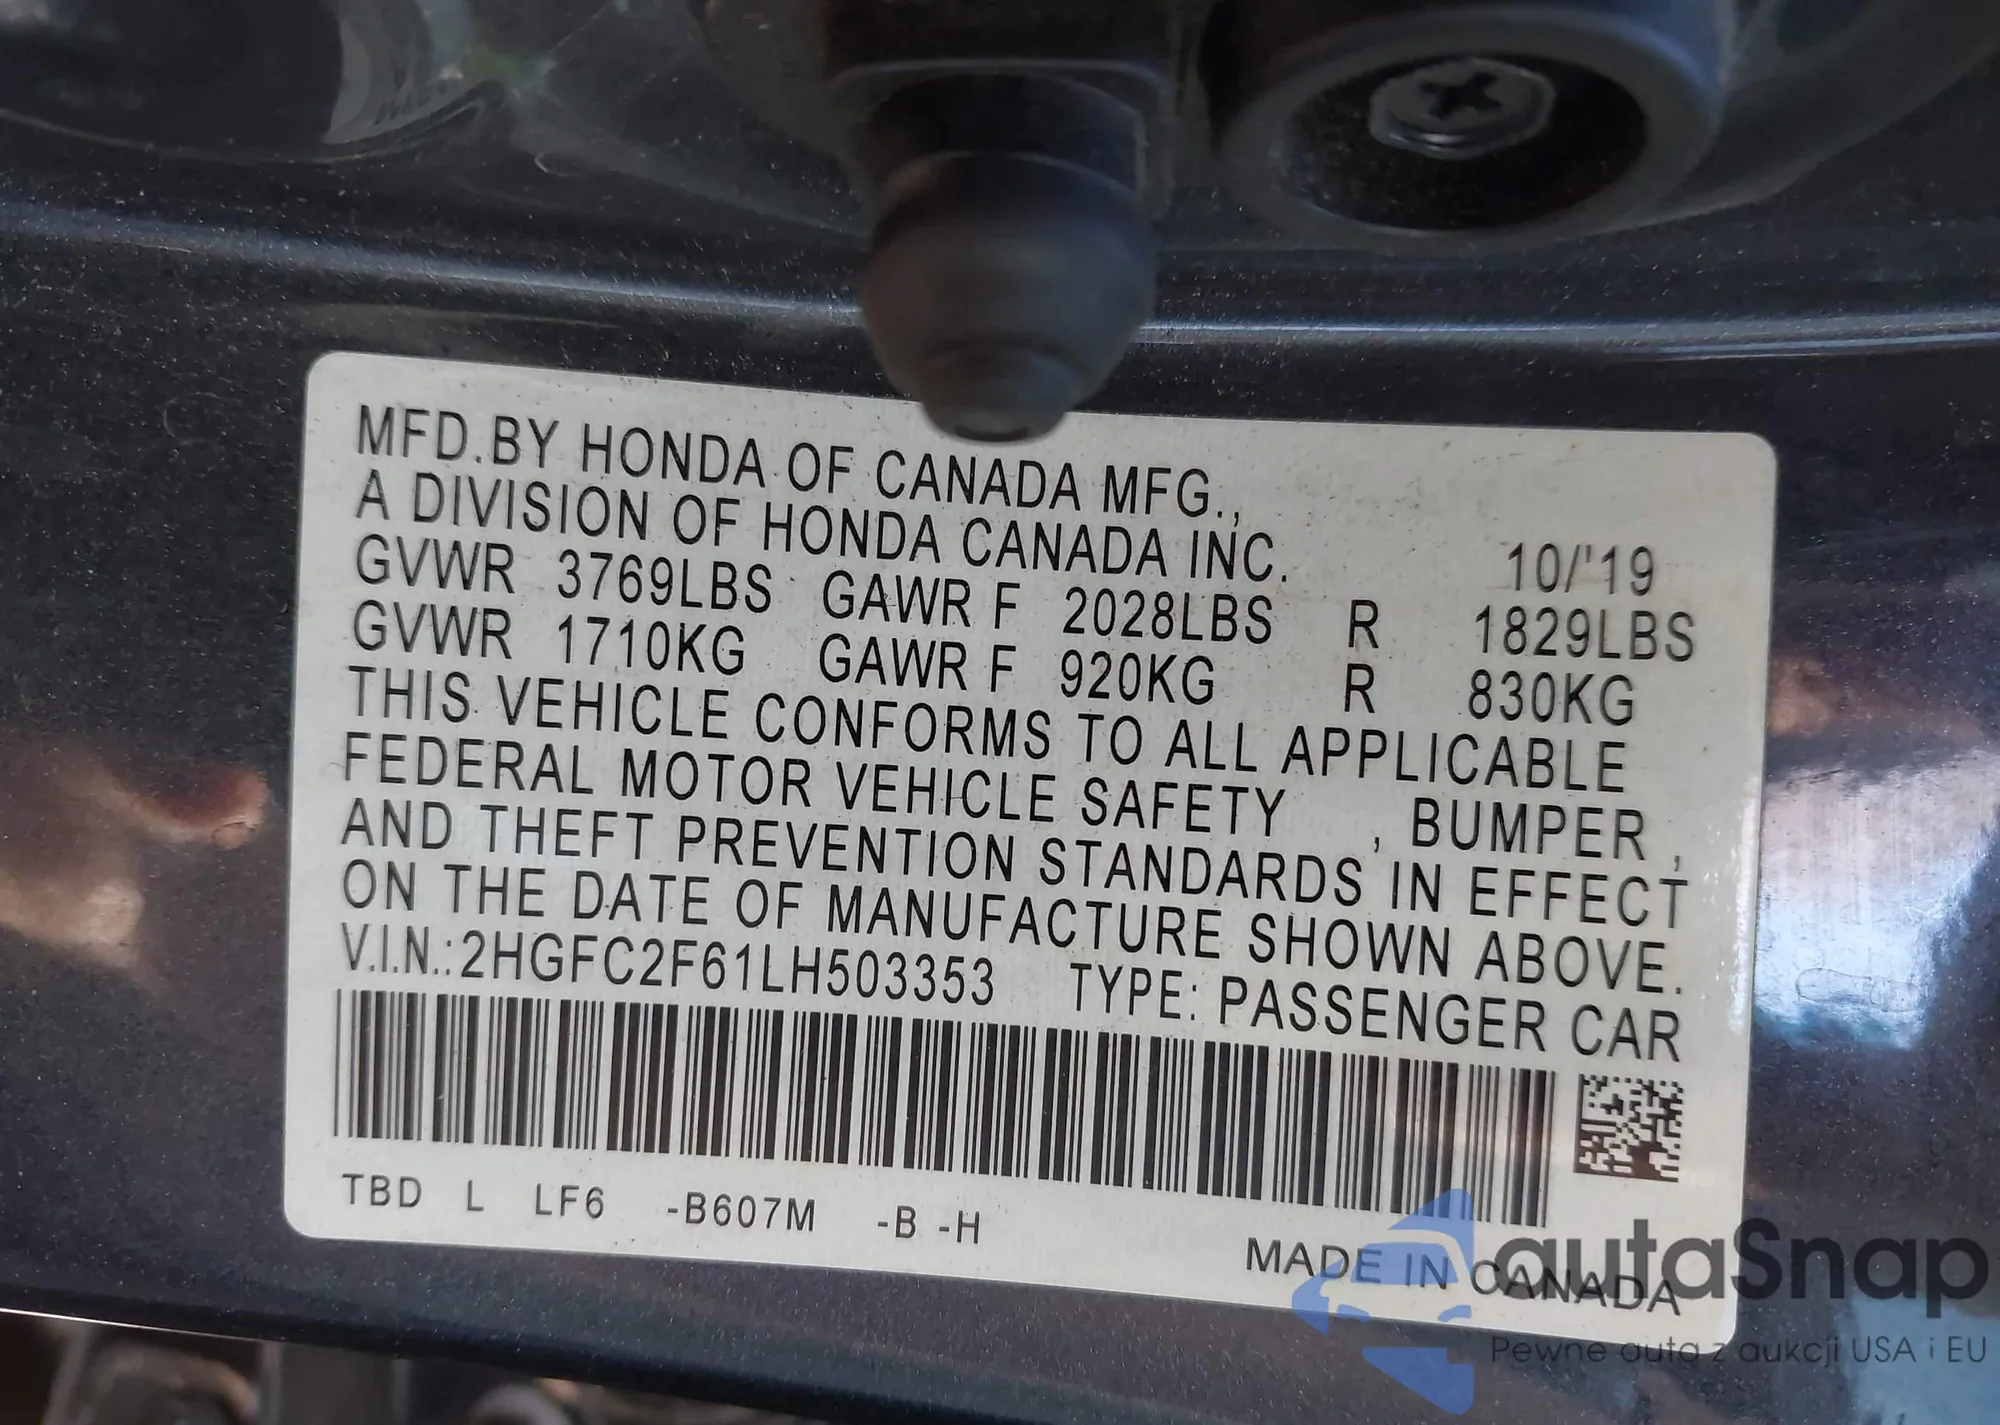 MFD.BY HONDA OF CANADA MFG.,
A DIVISION OF HONDA CANADA INC. 10/'19
GVWR 3769LBS GAWR F 2028LBS R 1829LBS
GVWR 1710KG GAWR F 920KG R 830KG
THIS VEHICLE CONFORMS TO ALL APPLICABLE
FEDERAL MOTOR VEHICLE SAFETY , BUMPER ,
AND THEFT PREVENTION STANDARDS IN EFFECT
ON THE DATE OF MANUFACTURE SHOWN ABOVE.
V.I.N.:2HGFC2F61LH503353 TYPE: PASSENGER CAR
TBD L LF6 -B607M -B -H
MADE IN CANADA
autaSnap
Pewne auta z aukcji USA i EU